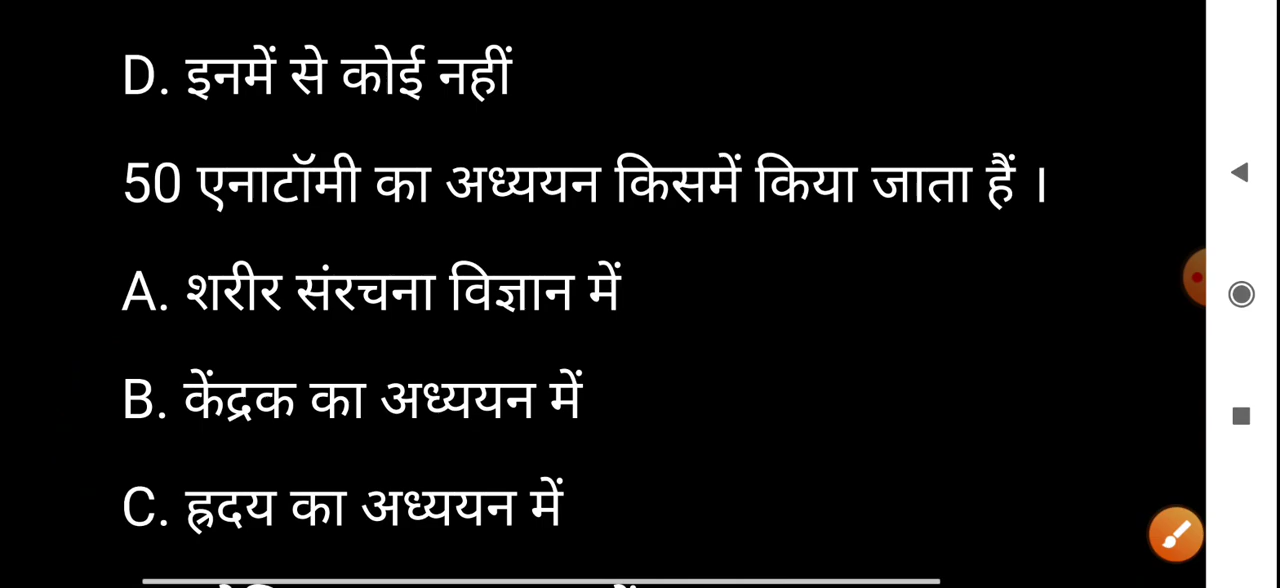 D. इनमें से कोई नहीं
50 एनाटॉमी का अध्ययन किसमें किया जाता हैं ।
A. शरीर संरचना विज्ञान में
B. केंद्रक का अध्ययन में
C. ह्रदय का अध्ययन में